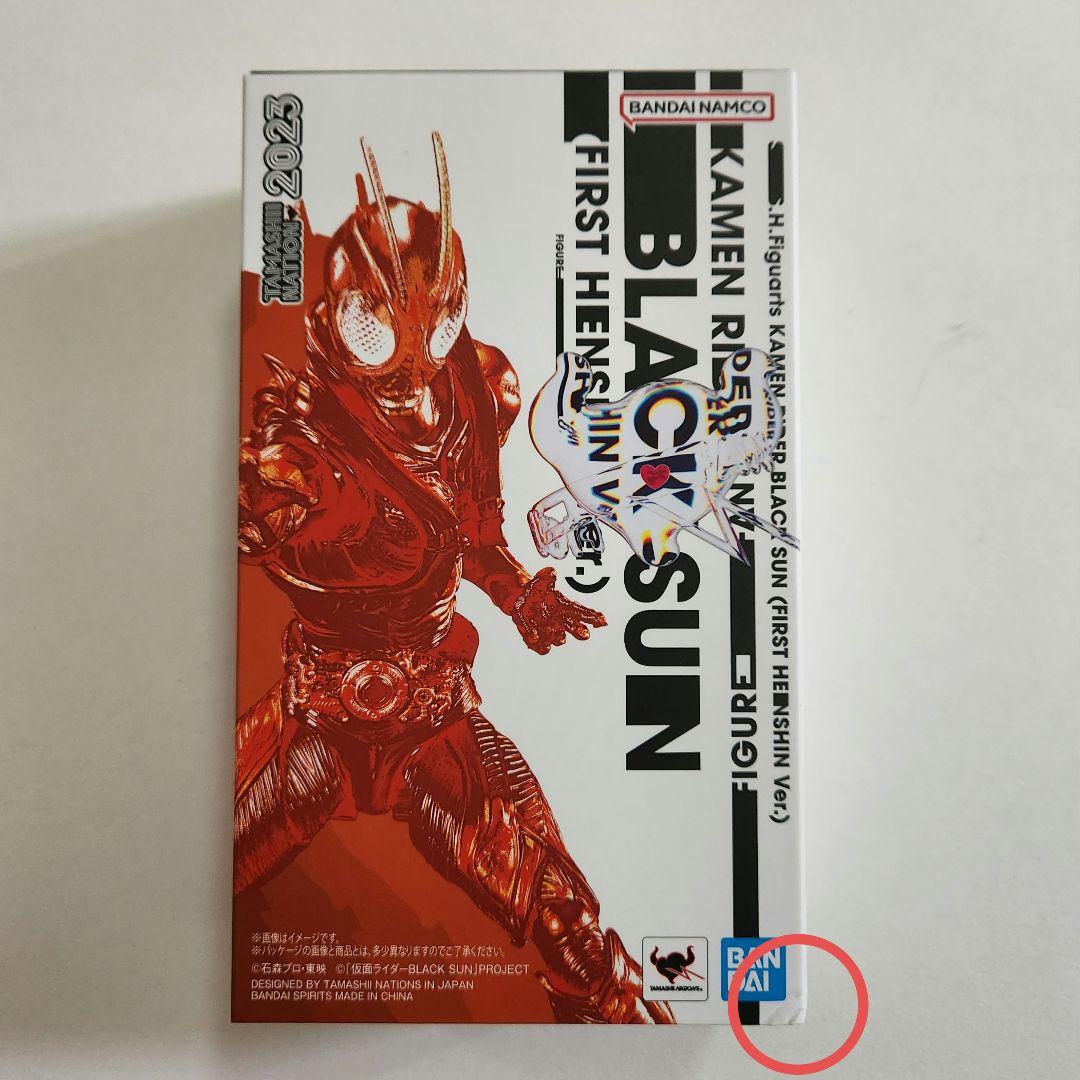 TAMASHII
NATION
2023
BANDAI NAMCO
S.H.Figuarts KAMEN RIDER BLACK SUN (FIRST HENSHIN Ver.)
KAMEN RIDER
BLACK SUN
(FIRST HENSHIN Ver.)
FIGURE
FIGURE
※画像はイメージです。
※パッケージの画像と商品とは、多少異なりますのでご了承ください。
©石森プロ・東映 ©「仮面ライダーBLACK SUN」PROJECT
DESIGNED BY TAMASHII NATIONS IN JAPAN
BANDAI SPIRITS MADE IN CHINA
TAMASHII NATIONS
BAN
DAI